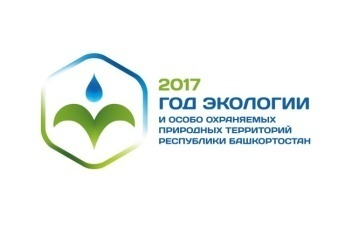 2017
ГОД ЭКОЛОГИИ
И ОСОБО ОХРАНЯЕМЫХ
ПРИРОДНЫХ ТЕРРИТОРИЙ
РЕСПУБЛИКИ БАШКОРТОСТАН